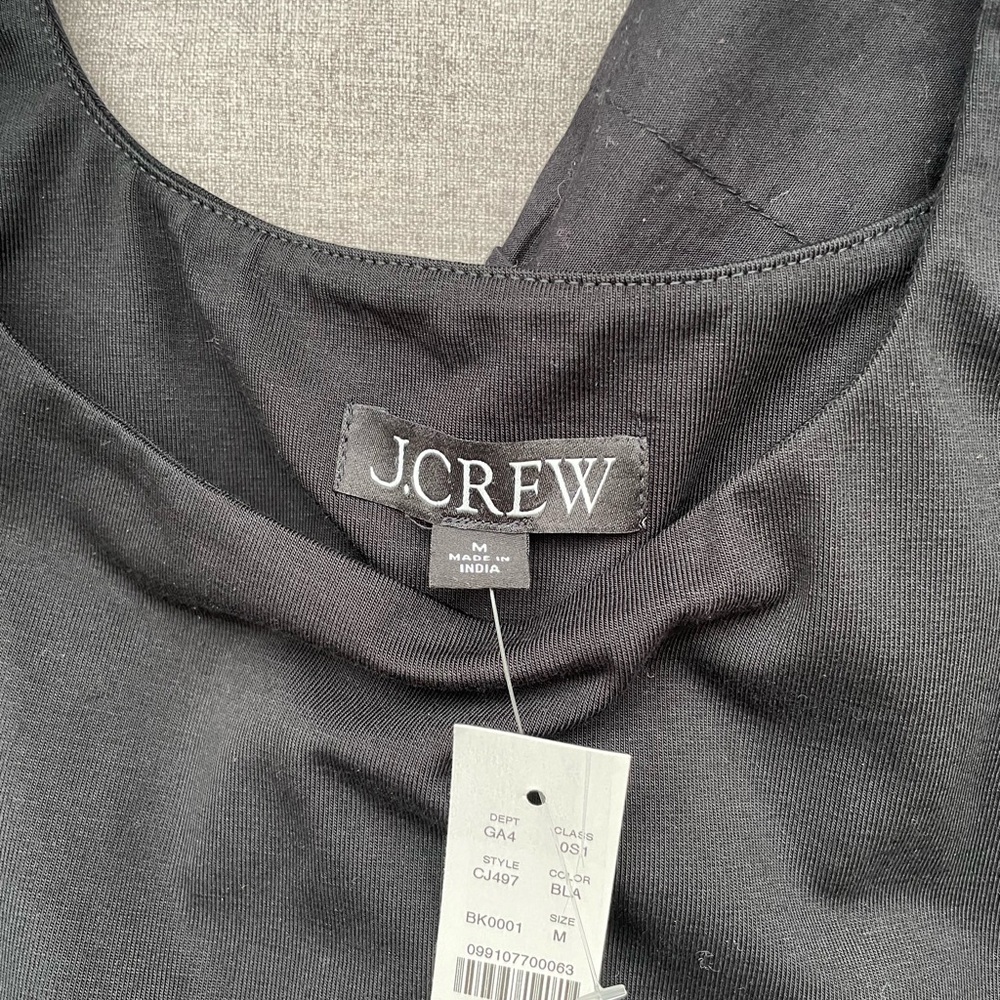 J.CREW
M
MADE IN
INDIA
DEPT CLASS
GA4 0S1
STYLE COLOR
CJ497 BLA
BK0001 SIZE
M
099107700063